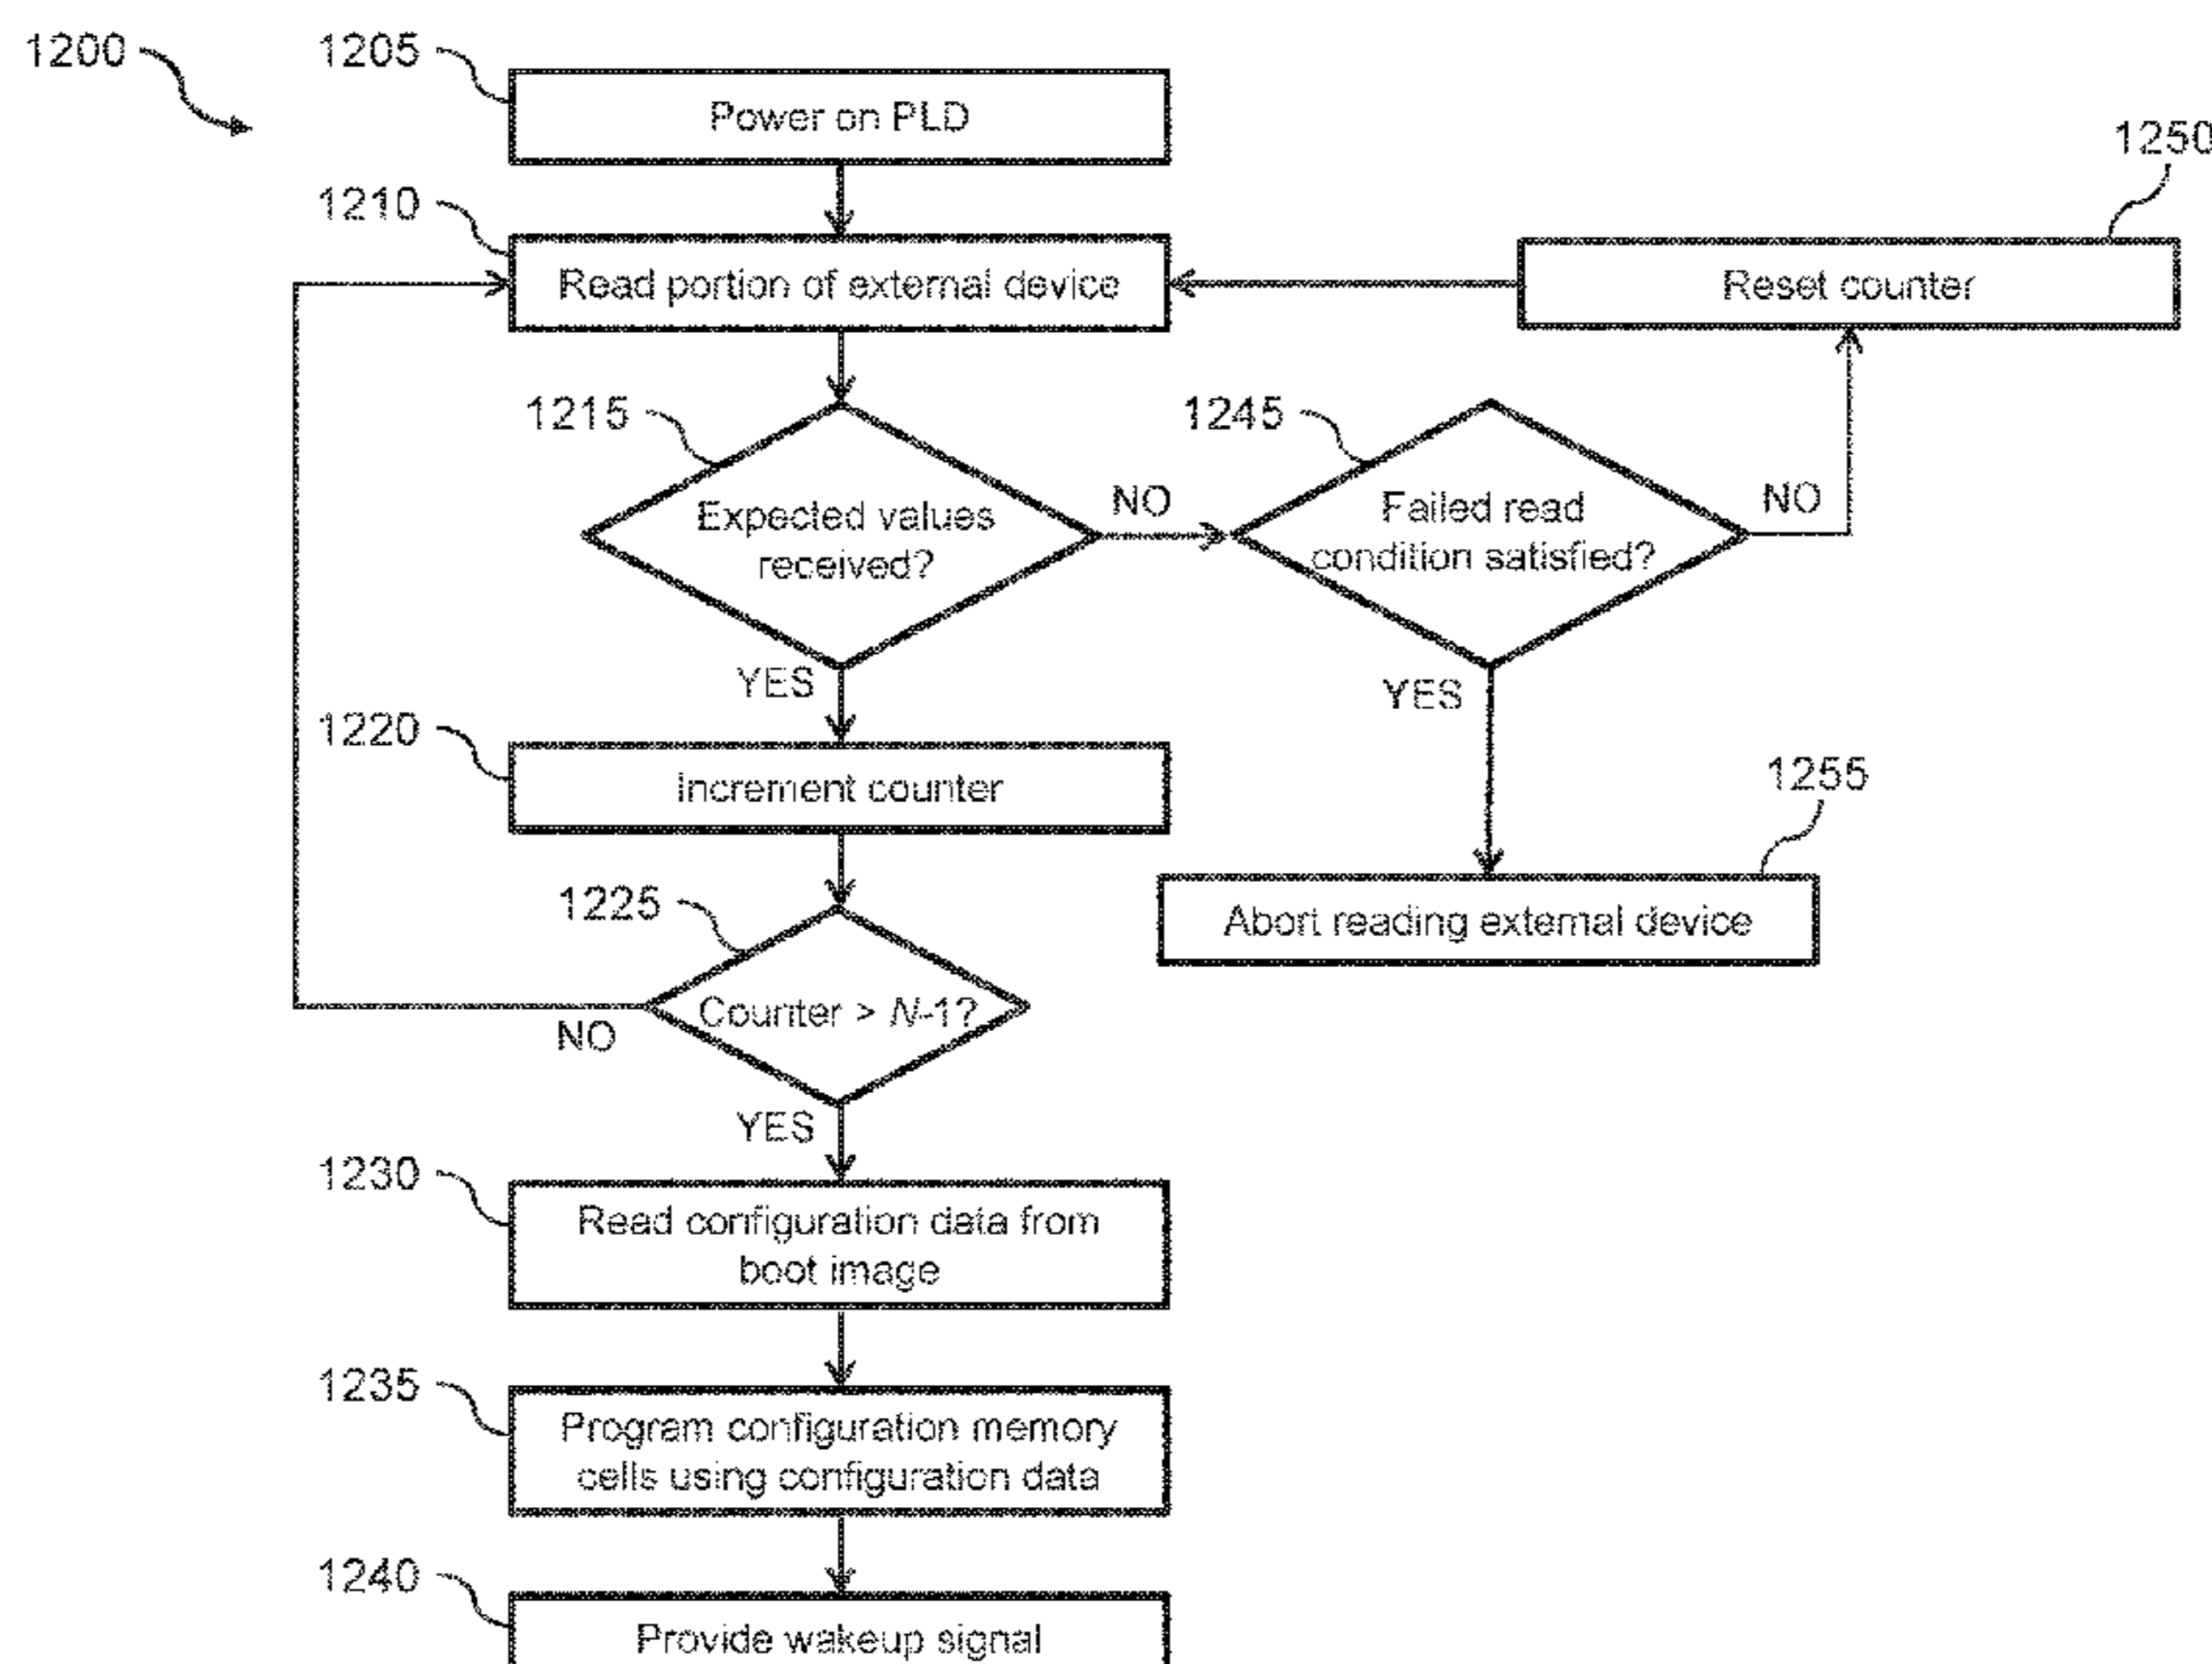 1200
1205
Power on PLD
1250
1210
Read portion of external device
Reset counter
1215
1245
Expected values
received?
NO
Failed read
condition satisfied?
NO
YES
YES
1220
Increment counter
1255
1225
Abort reading external device
Counter > N-1?
NO
YES
1230
Read configuration data from
boot image
1235
Program configuration memory
cells using configuration data
1240
Provide wakeup signal